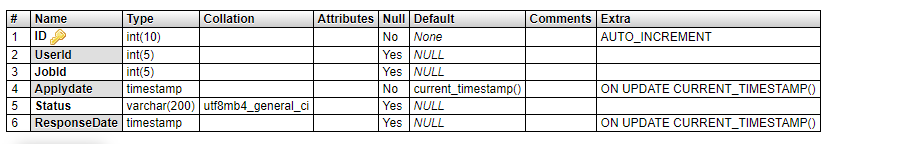 # Name Type Collation Attributes Null Default Comments Extra
1 ID int(10) No None AUTO_INCREMENT
2 UserId int(5) Yes NULL
3 JobId int(5) Yes NULL
4 Applydate timestamp No current_timestamp() ON UPDATE CURRENT_TIMESTAMP()
5 Status varchar(200) utf8mb4_general_ci Yes NULL
6 ResponseDate timestamp Yes NULL ON UPDATE CURRENT_TIMESTAMP()